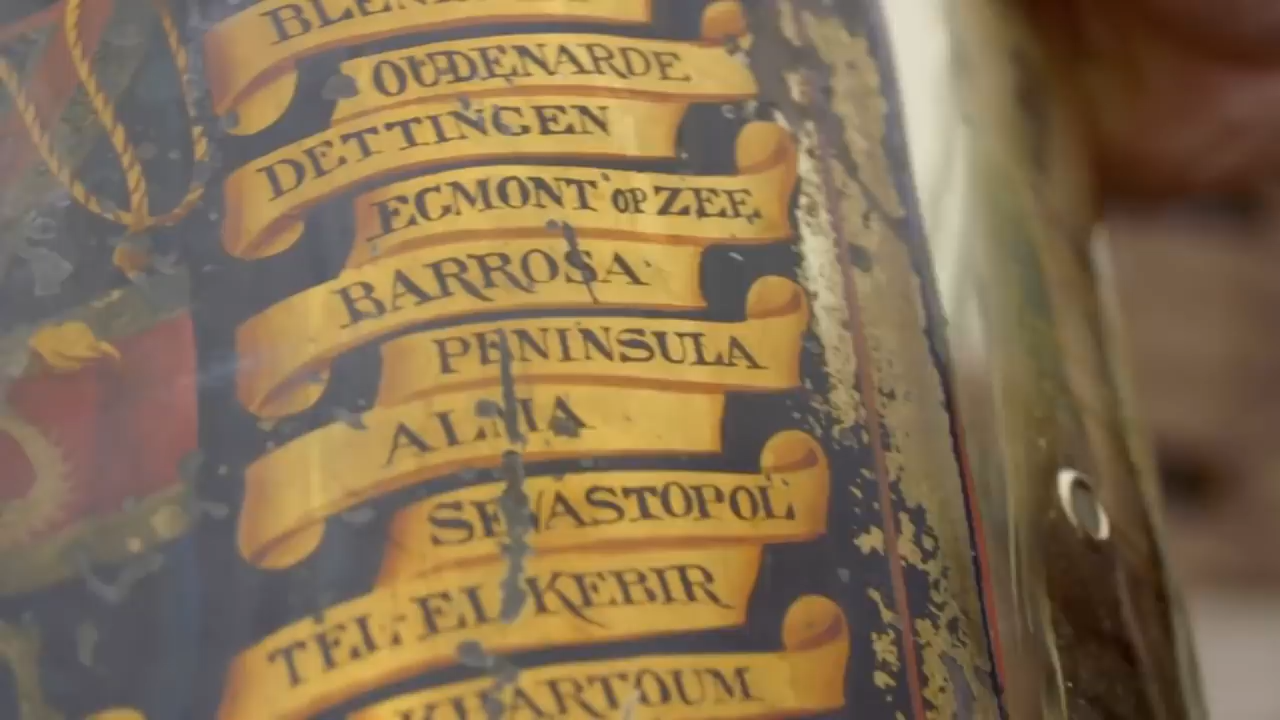 OUDENARDE
DETTINGEN
EGMONT OP ZEE
BARROSA
PENINSULA
ALMA
SEVASTOPOL
TEL-EL KEBIR
KHARTOUM